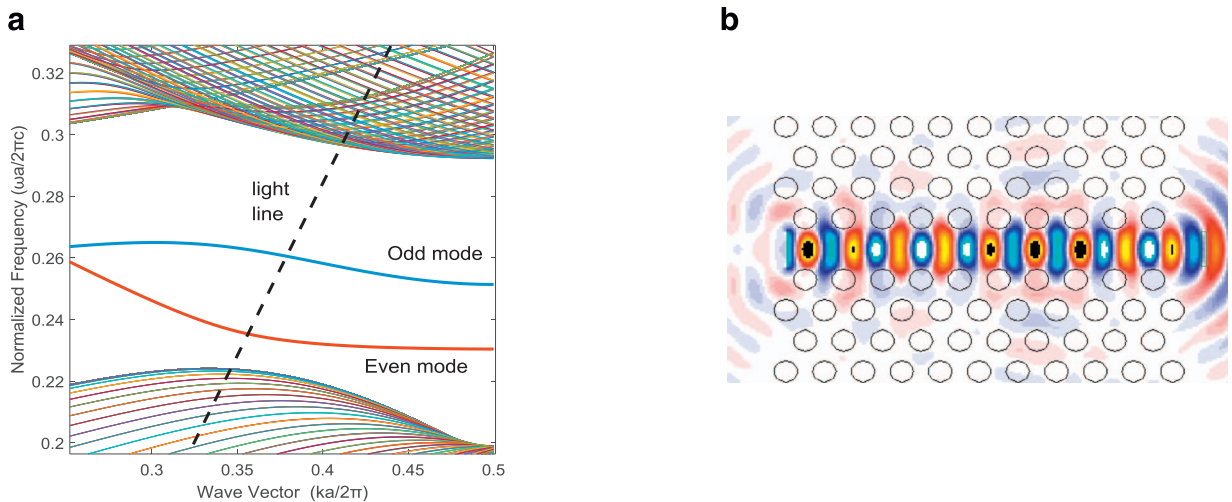 a
b
0.32
0.3
0.28
0.26
0.24
0.22
0.2
Normalized Frequency (ωa/2πc)
light
line
Odd mode
Even mode
0.3
0.35
0.4
0.45
0.5
Wave Vector (ka/2π)